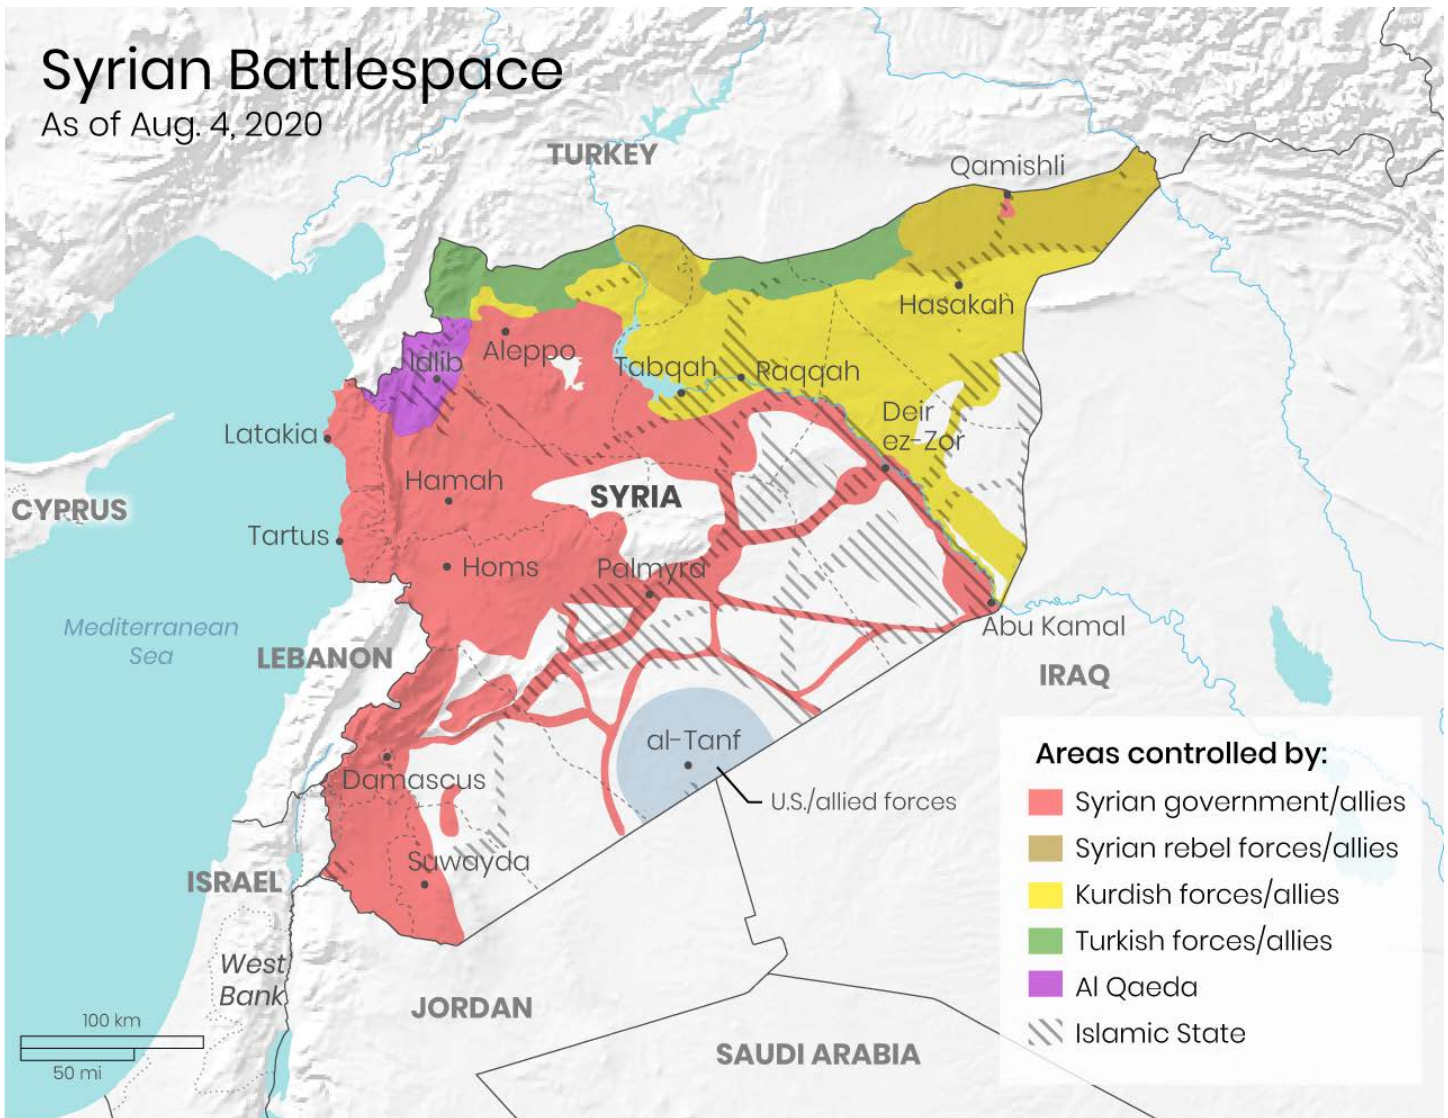 Syrian Battlespace
As of Aug. 4, 2020
TURKEY
Qamishli
Hasakah
Idlib
Aleppo
Tabqah
Raqqah
Deir
ez-Zor
Latakia
Hamah
SYRIA
CYPRUS
Tartus
Homs
Palmyra
Mediterranean
Sea
LEBANON
Abu Kamal
IRAQ
al-Tanf
Damascus
U.S./allied forces
Suwayda
ISRAEL
West
Bank
JORDAN
SAUDI ARABIA
100 km
50 mi
Areas controlled by:
Syrian government/allies
Syrian rebel forces/allies
Kurdish forces/allies
Turkish forces/allies
Al Qaeda
Islamic State